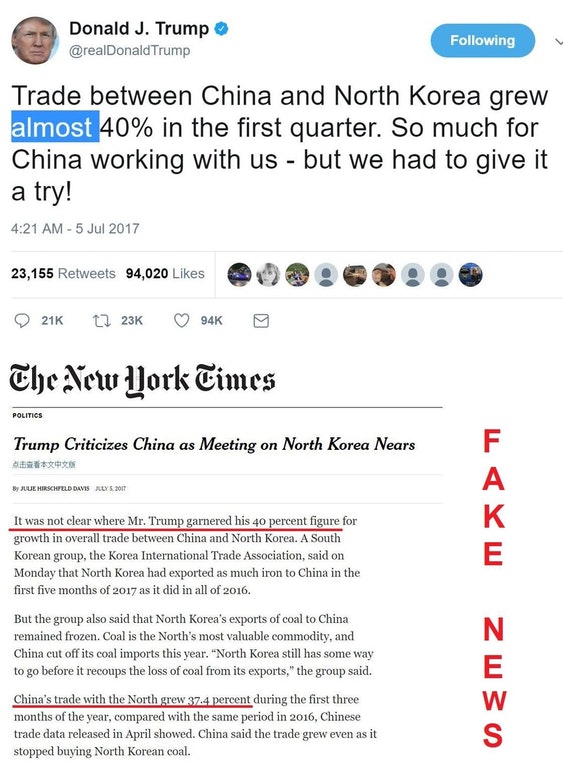 Donald J. Trump
@realDonaldTrump
Following
Trade between China and North Korea grew
almost 40% in the first quarter. So much for
China working with us - but we had to give it
a try!
4:21 AM - 5 Jul 2017
23,155 Retweets 94,020 Likes
21K 23K 94K
The New York Times
POLITICS
Trump Criticizes China as Meeting on North Korea Nears
点击查看本文中文版
By JULIE HIRSCHFELD DAVIS JULY 5, 2017
It was not clear where Mr. Trump garnered his 40 percent figure for
growth in overall trade between China and North Korea. A South
Korean group, the Korea International Trade Association, said on
Monday that North Korea had exported as much iron to China in the
first five months of 2017 as it did in all of 2016.
But the group also said that North Korea's exports of coal to China
remained frozen. Coal is the North's most valuable commodity, and
China cut off its coal imports this year. “North Korea still has some way
to go before it recoups the loss of coal from its exports,” the group said.
China's trade with the North grew 37.4 percent during the first three
months of the year, compared with the same period in 2016, Chinese
trade data released in April showed. China said the trade grew even as it
stopped buying North Korean coal.
FAKE
NEWS